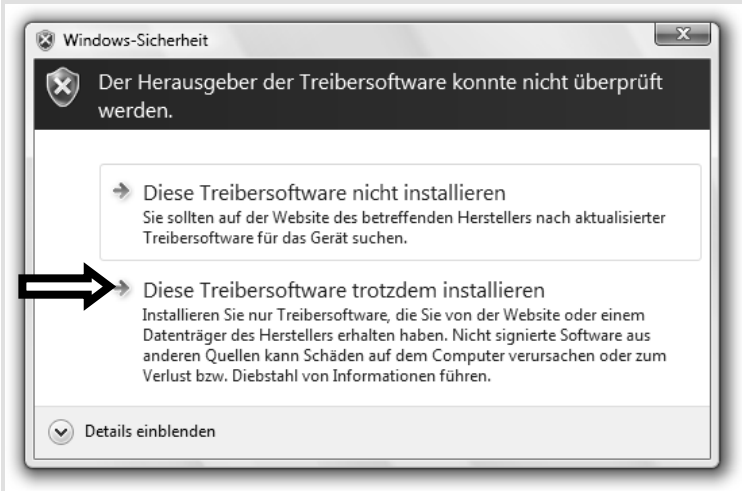 Windows-Sicherheit
X
Der Herausgeber der Treibersoftware konnte nicht überprüft
werden.
Diese Treibersoftware nicht installieren
Sie sollten auf der Website des betreffenden Herstellers nach aktualisierter
Treibersoftware für das Gerät suchen.
Diese Treibersoftware trotzdem installieren
Installieren Sie nur Treibersoftware, die Sie von der Website oder einem
Datenträger des Herstellers erhalten haben. Nicht signierte Software aus
anderen Quellen kann Schäden auf dem Computer verursachen oder zum
Verlust bzw. Diebstahl von Informationen führen.
Details einblenden